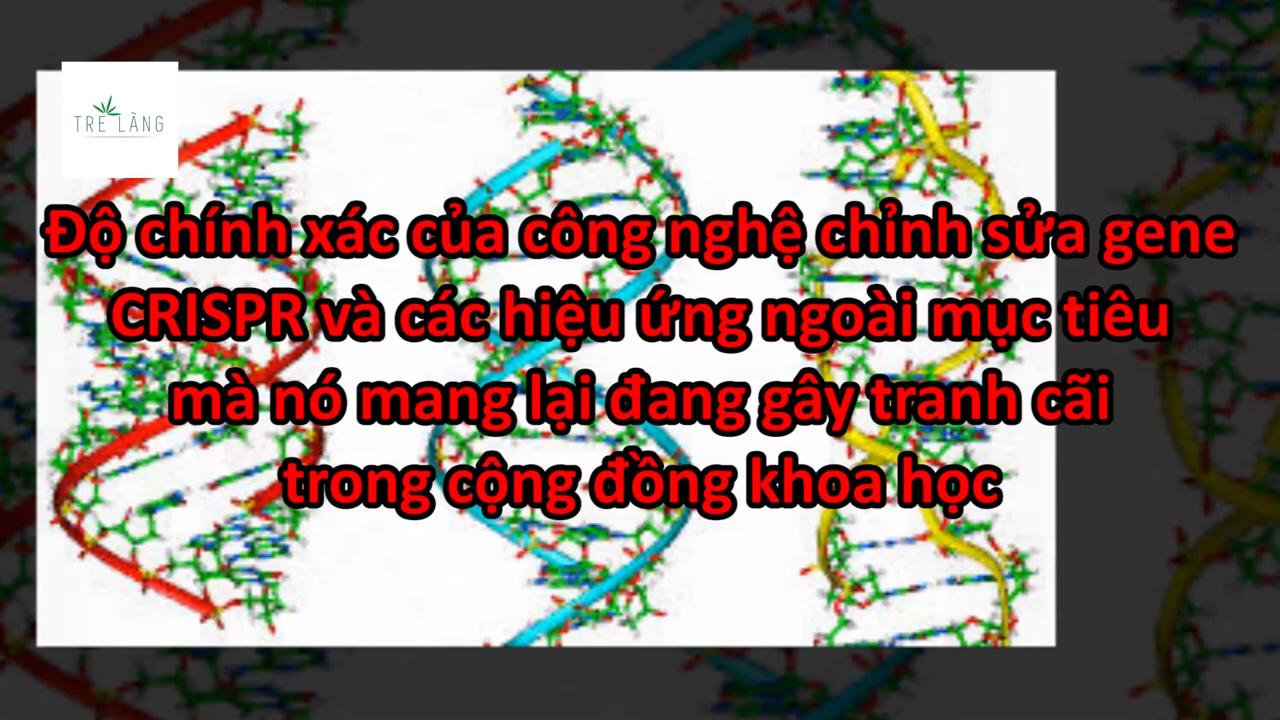 TRE LÀNG
Độ chính xác của công nghệ chỉnh sửa gene
CRISPR và các hiệu ứng ngoài mục tiêu
mà nó mang lại đang gây tranh cãi
trong cộng đồng khoa học